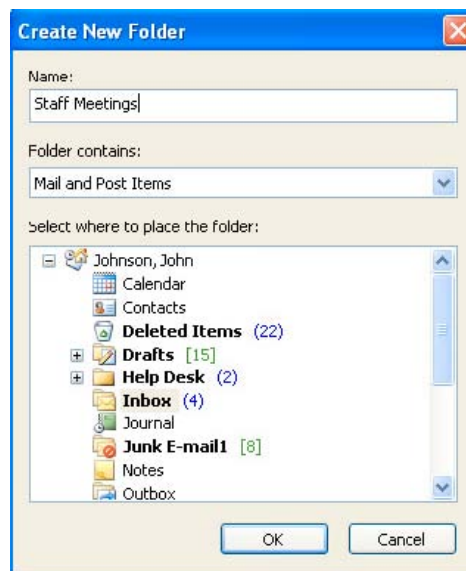 Create New Folder
Name:
Staff Meetings
Folder contains:
Mail and Post Items
Select where to place the folder:
Johnson, John
Calendar
Contacts
Deleted Items (22)
Drafts [15]
Help Desk (2)
Inbox (4)
Journal
Junk E-mail1 [8]
Notes
Outbox
OK Cancel